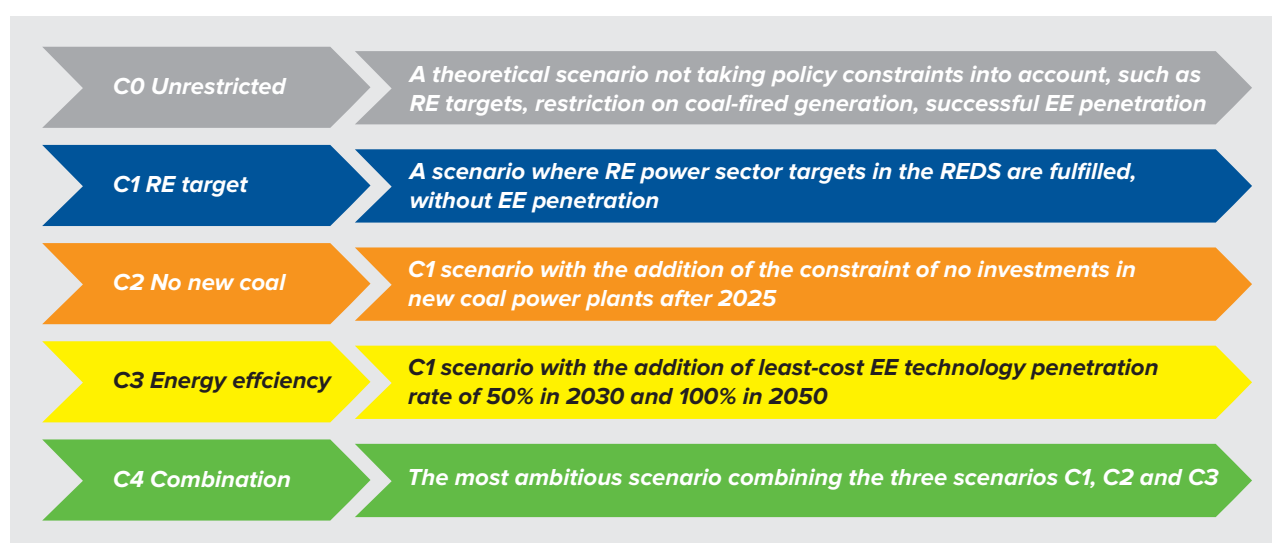 C0 Unrestricted
A theoretical scenario not taking policy constraints into account, such as
RE targets, restriction on coal-fired generation, successful EE penetration
C1 RE target
A scenario where RE power sector targets in the REDS are fulfilled,
without EE penetration
C2 No new coal
C1 scenario with the addition of the constraint of no investments in
new coal power plants after 2025
C3 Energy effciency
C1 scenario with the addition of least-cost EE technology penetration
rate of 50% in 2030 and 100% in 2050
C4 Combination
The most ambitious scenario combining the three scenarios C1, C2 and C3